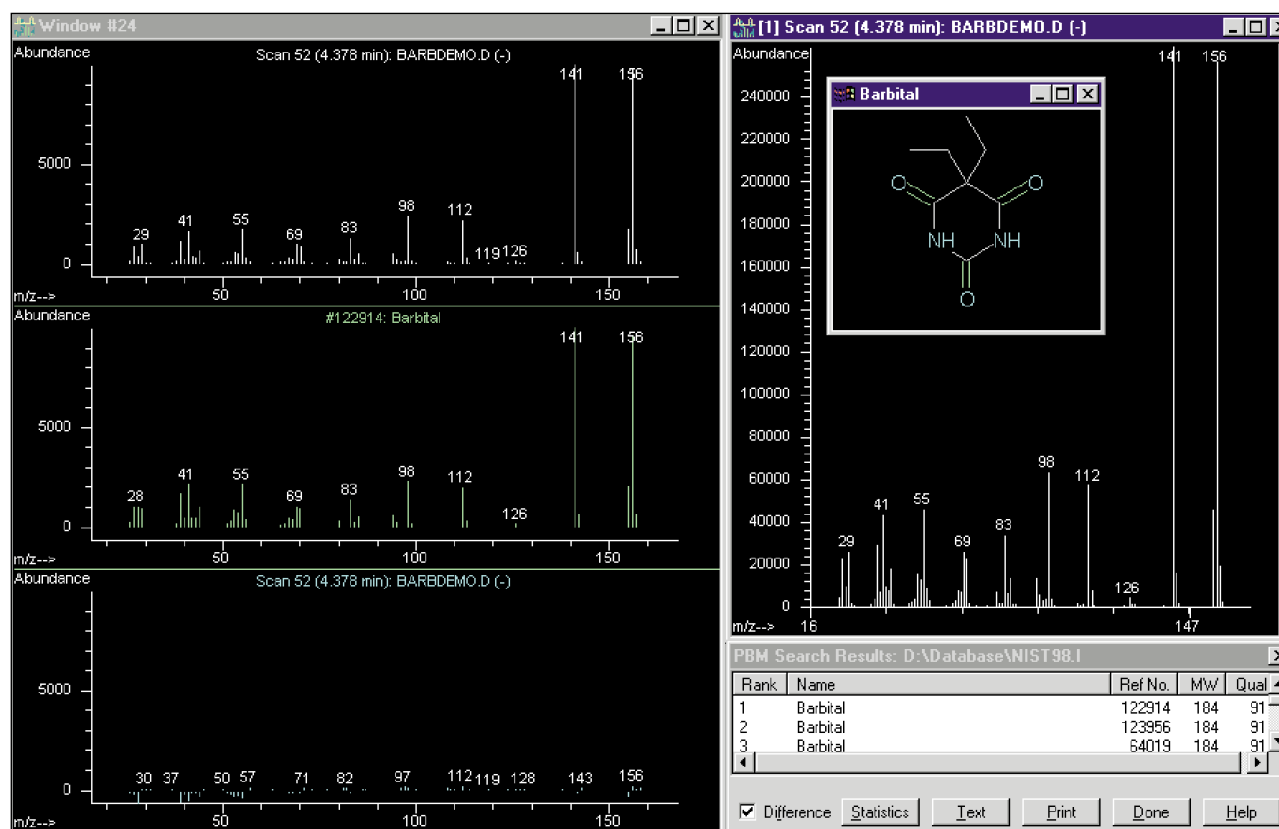 Window #24
Abundance
Scan 52 (4.378 min): BARBDEMO.D (-)
141 156
5000
98
112
55
41
83
29
69
119 126
0
m/z-->
50 100 150
Abundance
#122914: Barbital
141 156
5000
98
112
41 55
83
28
69
126
0
m/z-->
50 100 150
Abundance
Scan 52 (4.378 min): BARBDEMO.D (-)
5000
30 37 50 57 71 82 97 112 119 128 143 156
0
m/z-->
50 100 150
[1] Scan 52 (4.378 min): BARBDEMO.D (-)
Abundance
141 156
240000
220000
200000
180000
160000
140000
120000
100000
80000
60000
40000
20000
0
Barbital
O O
NH NH
O
98
112
55
41
83
29 69
126
m/z--> 16 147
PBM Search Results: D:\Database\NIST98.l
Rank Name Ref No. MW Qual
1 Barbital 122914 184 91
2 Barbital 123956 184 91
3 Barbital 64019 184 91
Difference Statistics Text Print Done Help